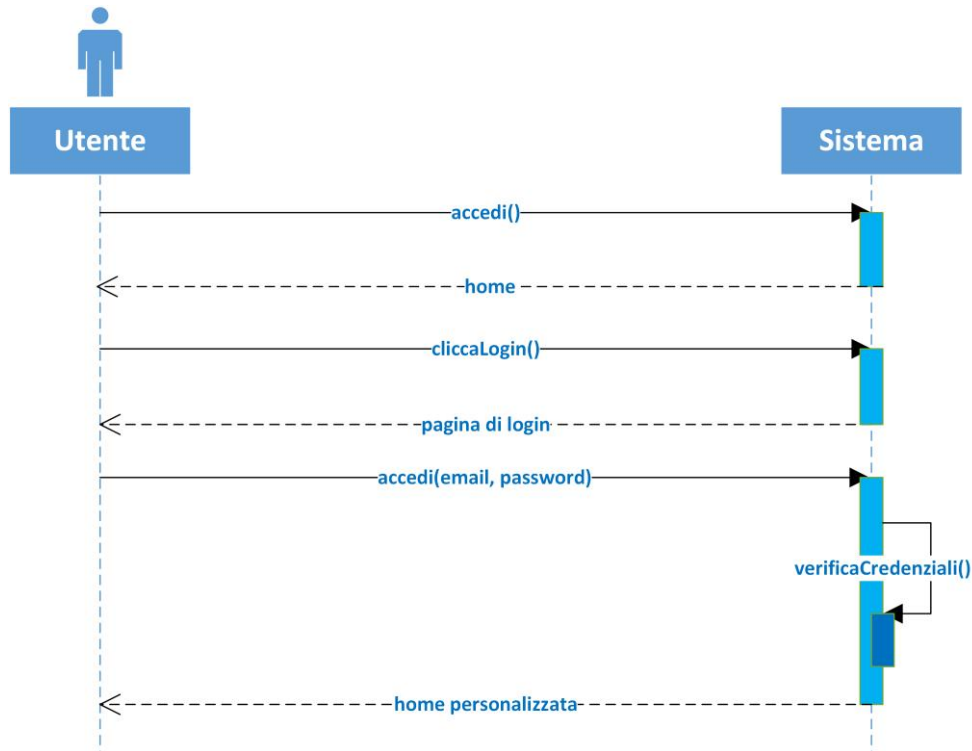 Utente
Sistema
accedi()
home
cliccaLogin()
pagina di login
accedi(email, password)
verificaCredenziali()
home personalizzata